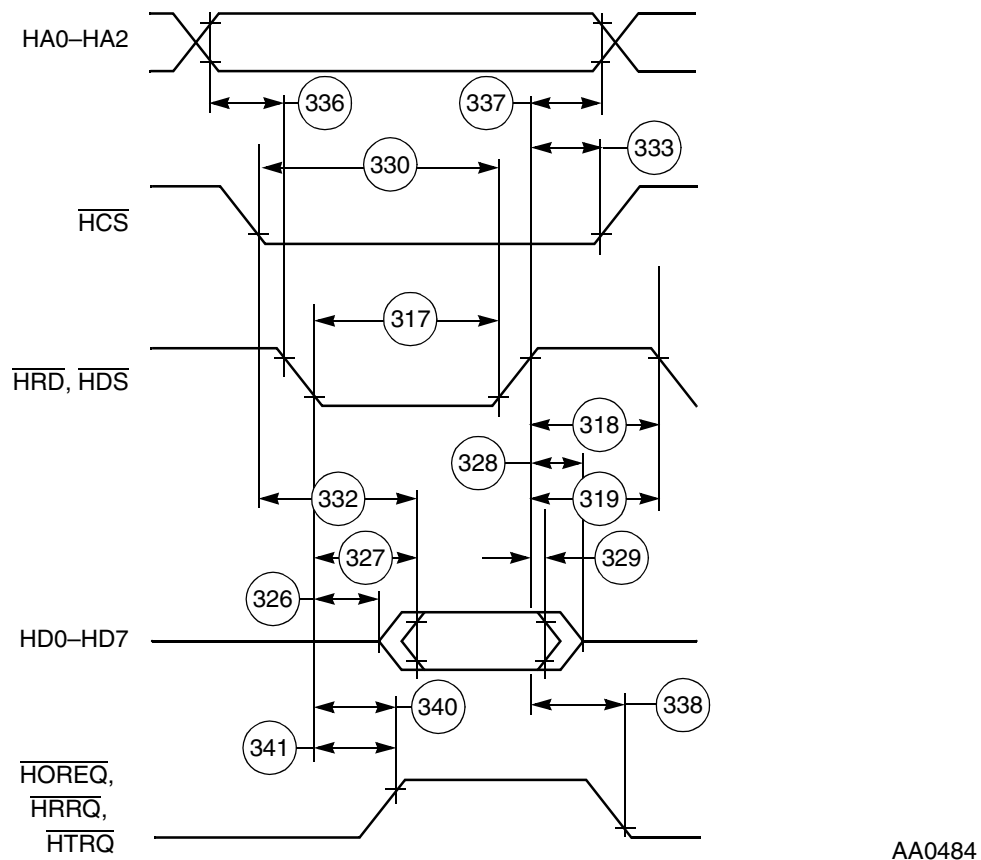 HA0–HA2
336
337
333
330
HCS
317
HRD, HDS
318
328
332
319
327
329
326
HD0–HD7
340
338
341
HOREQ,
HRRQ,
HTRQ
AA0484